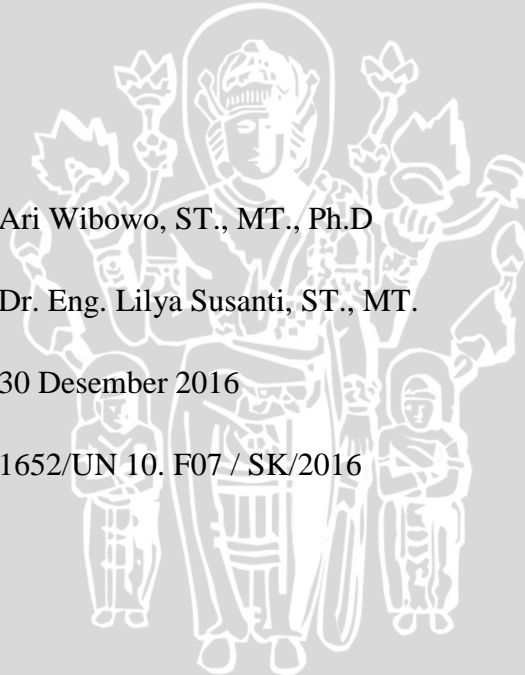 Ari Wibowo, ST., MT., Ph.D
Dr. Eng. Lilya Susanti, ST., MT.
30 Desember 2016
1652/UN 10. F07 / SK/2016